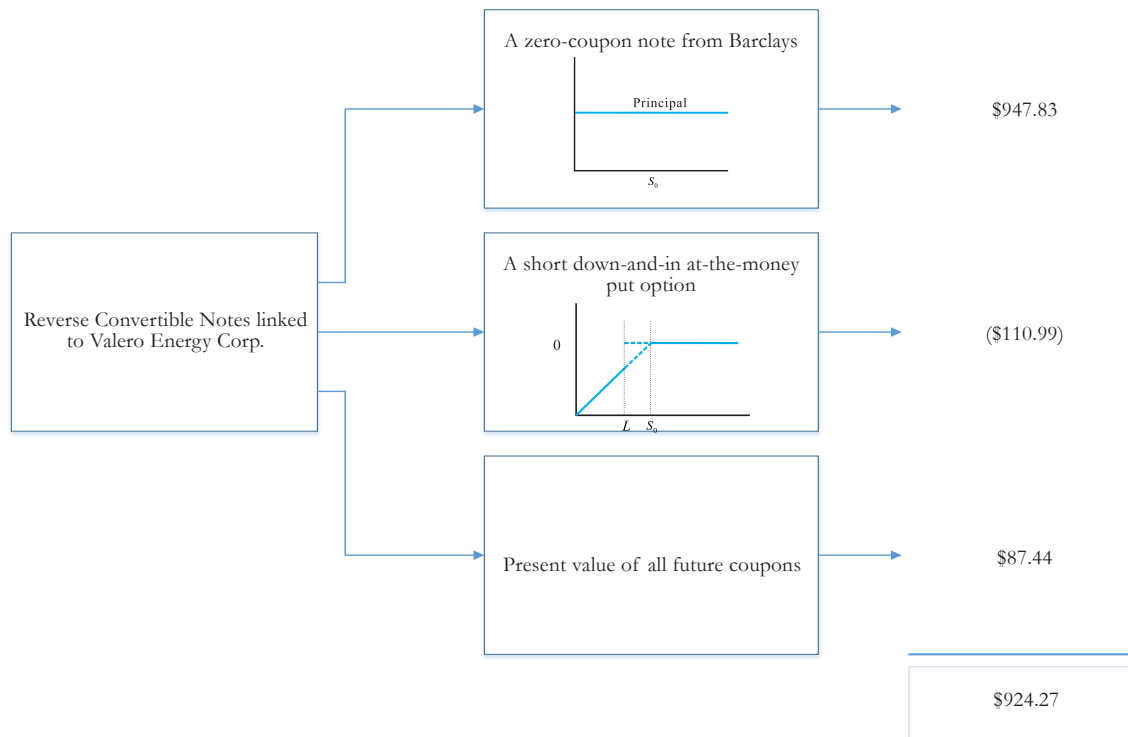 A zero-coupon note from Barclays
Principal
S₀
$947.83
Reverse Convertible Notes linked
to Valero Energy Corp.
A short down-and-in at-the-money
put option
0
L S₀
($110.99)
Present value of all future coupons
$87.44
$924.27